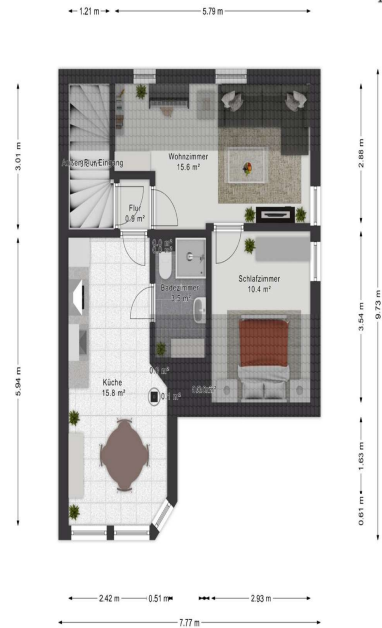 1.21 m
5.79 m
3.01 m
5.94 m
2.88 m
3.54 m
1.63 m
0.61 m
9.73 m
Wohnzimmer
15.6 m²
Flur
0.9 m²
Schlafzimmer
10.4 m²
Badezimmer
3.5 m²
Küche
15.8 m²
2.42 m
0.51 m
2.93 m
7.77 m